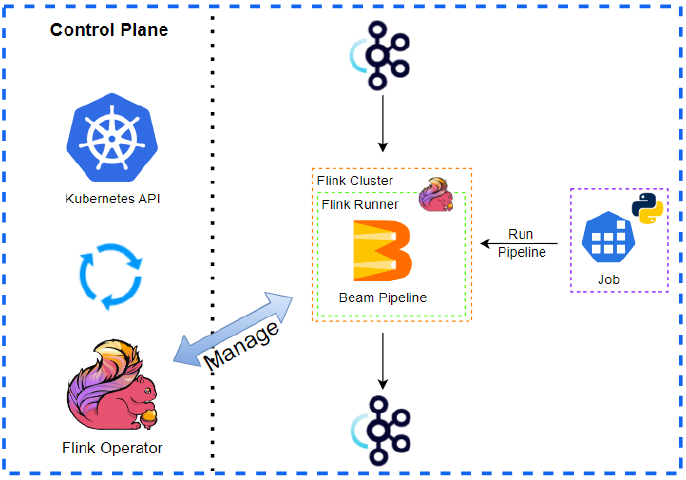 Control Plane
Kubernetes API
Flink Operator
Manage
Flink Cluster
Flink Runner
Beam Pipeline
Run
Pipeline
Job